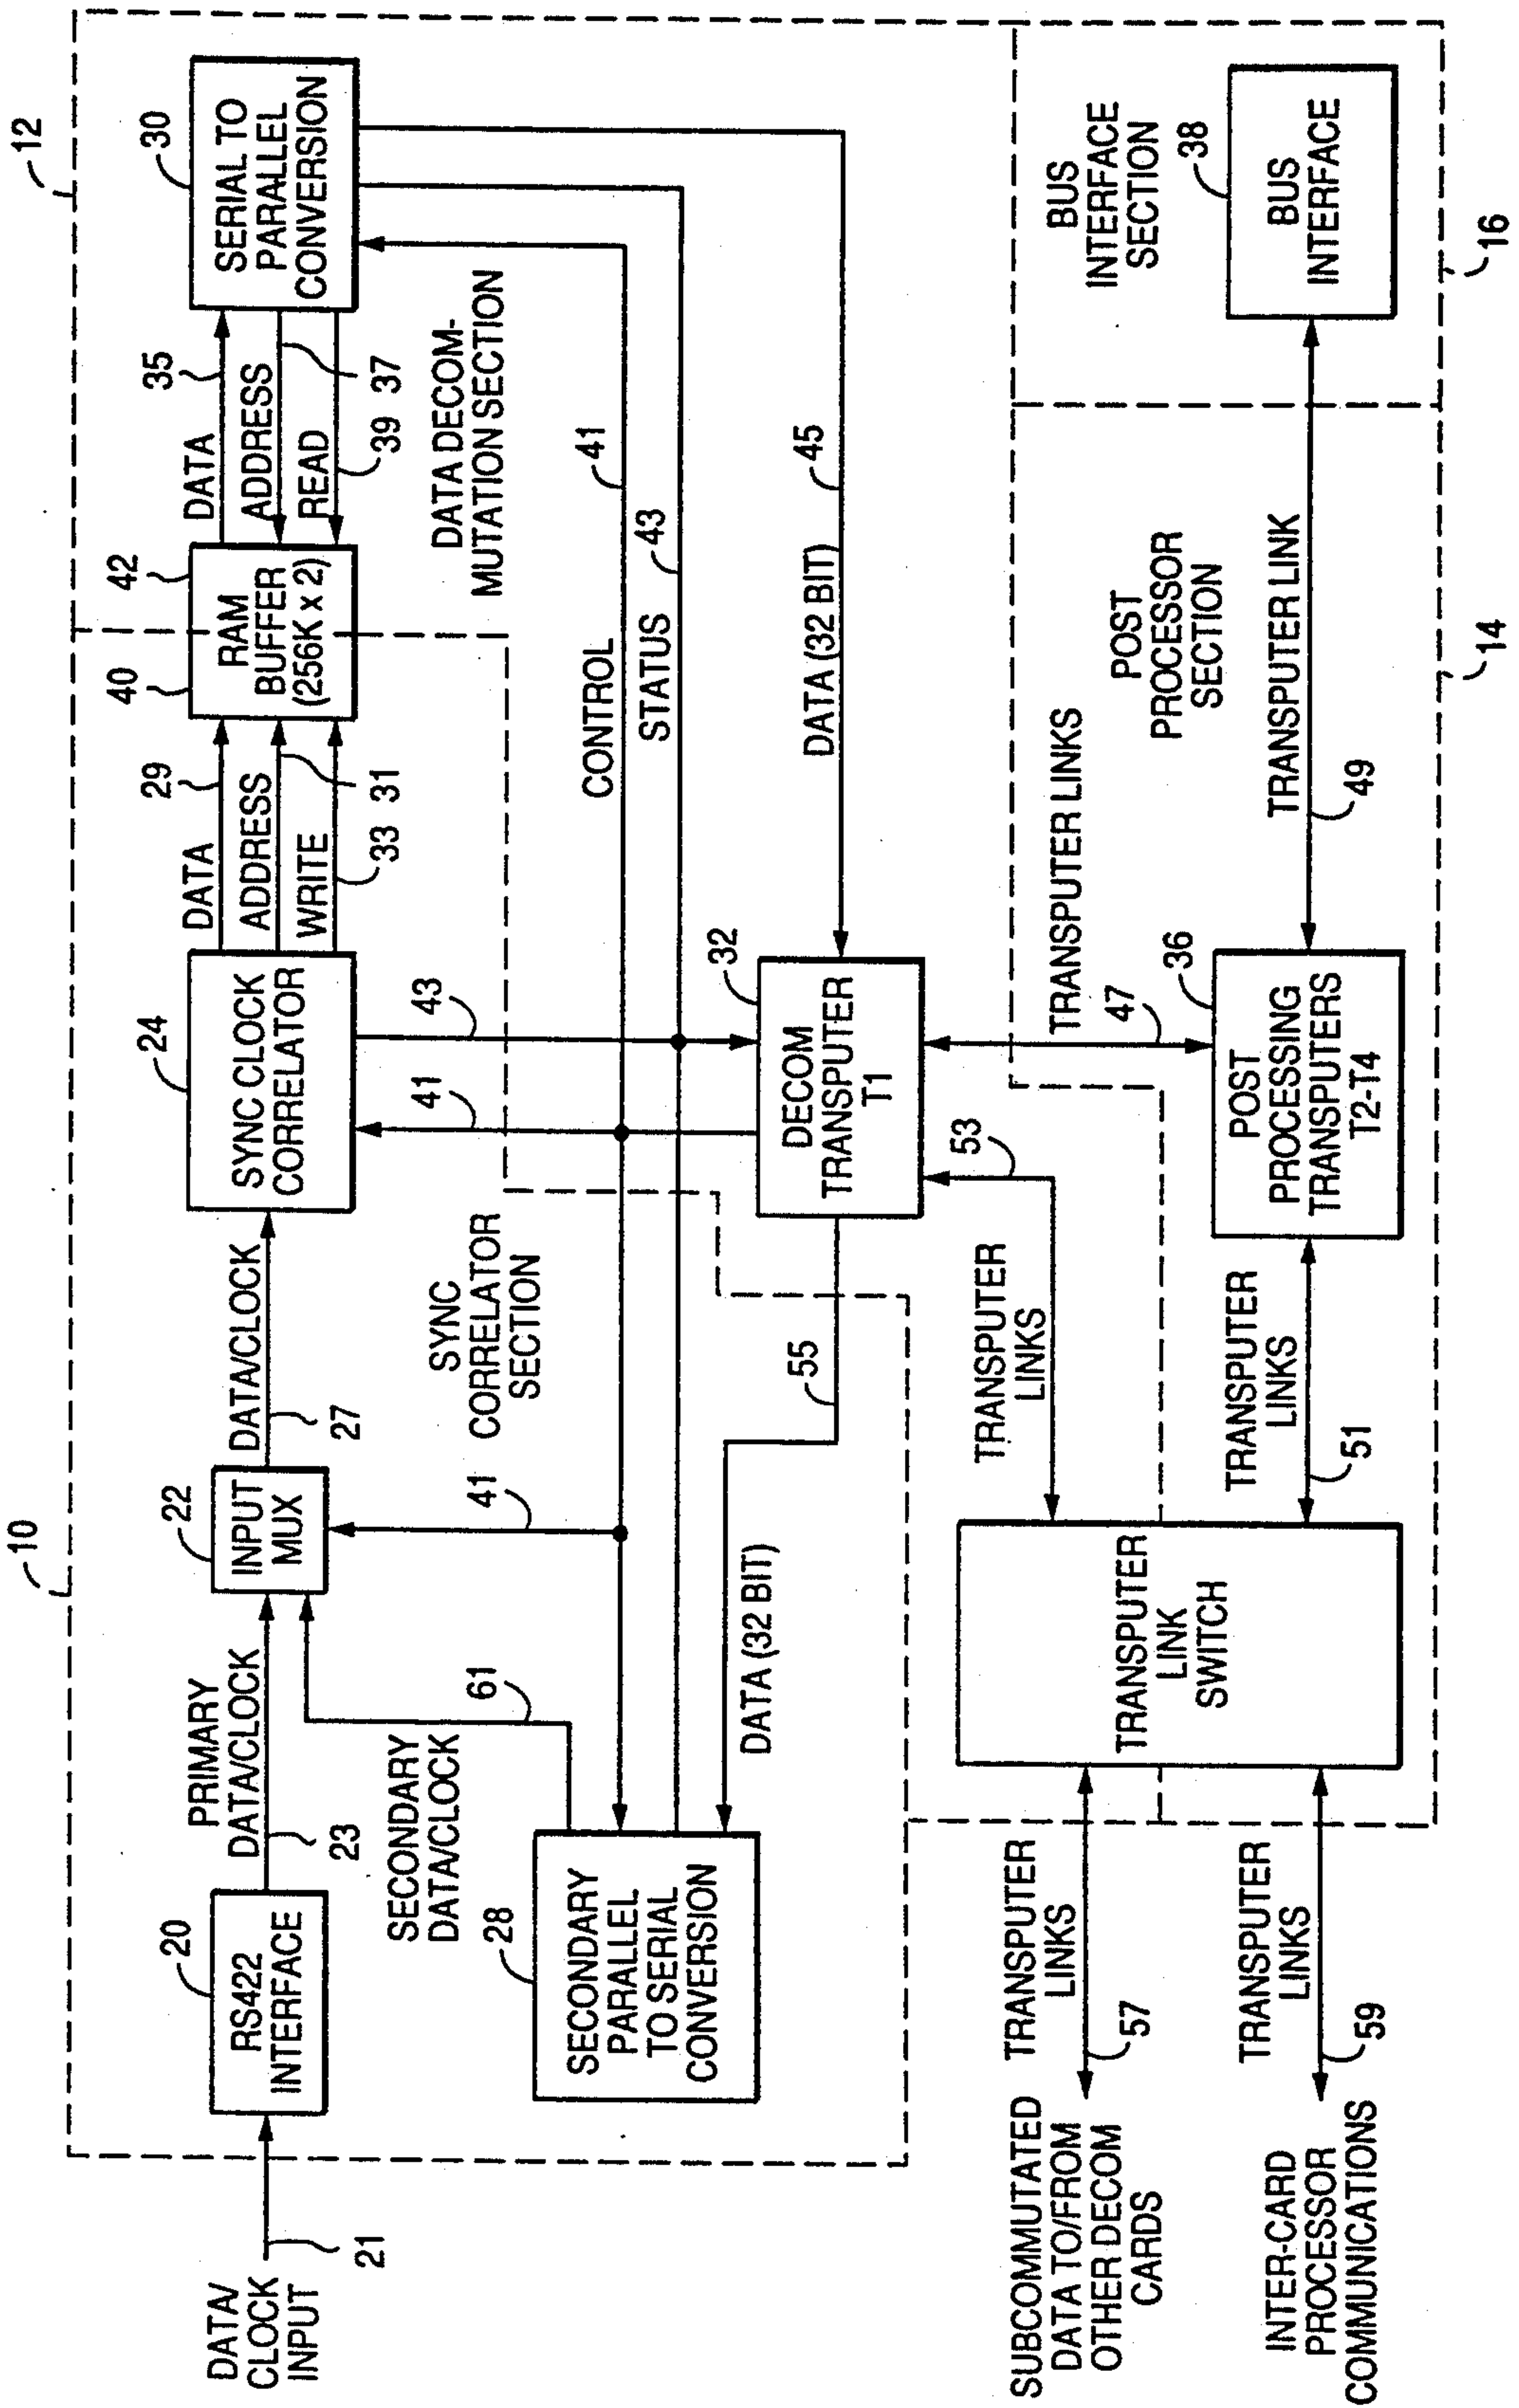 10
12
DATA/
CLOCK
INPUT
21
20
RS422
INTERFACE
PRIMARY
DATA/CLOCK
23
22
INPUT
MUX
DATA/CLOCK
27
24
SYNC CLOCK
CORRELATOR
DATA
29
ADDRESS
31
WRITE
33
40
42
RAM
BUFFER
(256K x 2)
DATA
35
ADDRESS
37
READ
39
30
SERIAL TO
PARALLEL
CONVERSION
SECONDARY
DATA/CLOCK
61
41
SYNC
CORRELATOR
SECTION
41
43
DATA DECOM-
MUTATION SECTION
28
SECONDARY
PARALLEL
TO SERIAL
CONVERSION
CONTROL
41
STATUS
43
DATA (32 BIT)
55
32
DECOM
TRANSPUTER
T1
DATA (32 BIT)
45
TRANSPUTER
LINKS
53
TRANSPUTER LINKS
47
SUBCOMMUTATED
DATA TO/FROM
OTHER DECOM
CARDS
TRANSPUTER
LINKS
57
TRANSPUTER
LINK
SWITCH
INTER-CARD
PROCESSOR
COMMUNICATIONS
TRANSPUTER
LINKS
59
TRANSPUTER
LINKS
51
36
POST
PROCESSING
TRANSPUTERS
T2-T4
POST
PROCESSOR
SECTION
TRANSPUTER LINK
49
BUS
INTERFACE
SECTION
38
BUS
INTERFACE
14
16